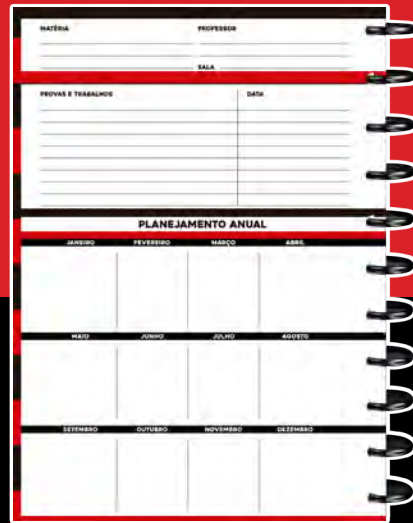 MATÉRIA PROFESSOR
SALA
PROVAS E TRABALHOS DATA
PLANEJAMENTO ANUAL
JANEIRO FEVEREIRO MARÇO ABRIL
MAIO JUNHO JULHO AGOSTO
SETEMBRO OUTUBRO NOVEMBRO DEZEMBRO